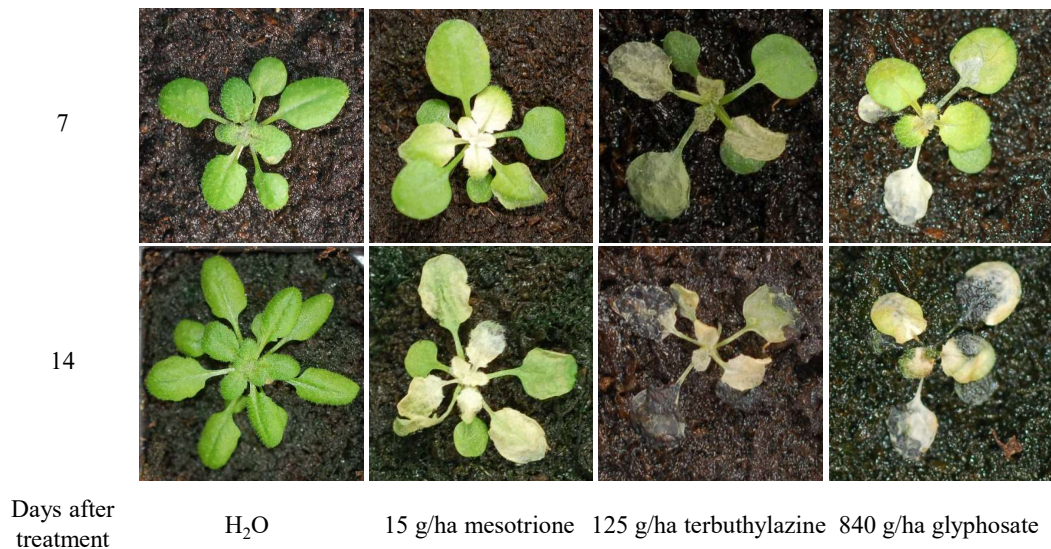 7
14
Days after
treatment
H₂O
15 g/ha mesotrione
125 g/ha terbuthylazine
840 g/ha glyphosate